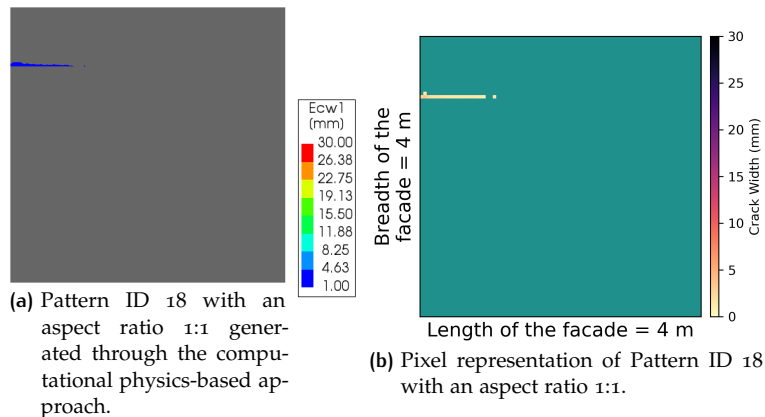 Ecw1
(mm)
30.00
26.38
22.75
19.13
15.50
11.88
8.25
4.63
1.00
(a) Pattern ID 18 with an
aspect ratio 1:1 gener-
ated through the compu-
tational physics-based ap-
proach.
Breadth of the
facade = 4 m
Length of the facade = 4 m
30
25
20
15
10
5
0
Crack Width (mm)
(b) Pixel representation of Pattern ID 18
with an aspect ratio 1:1.